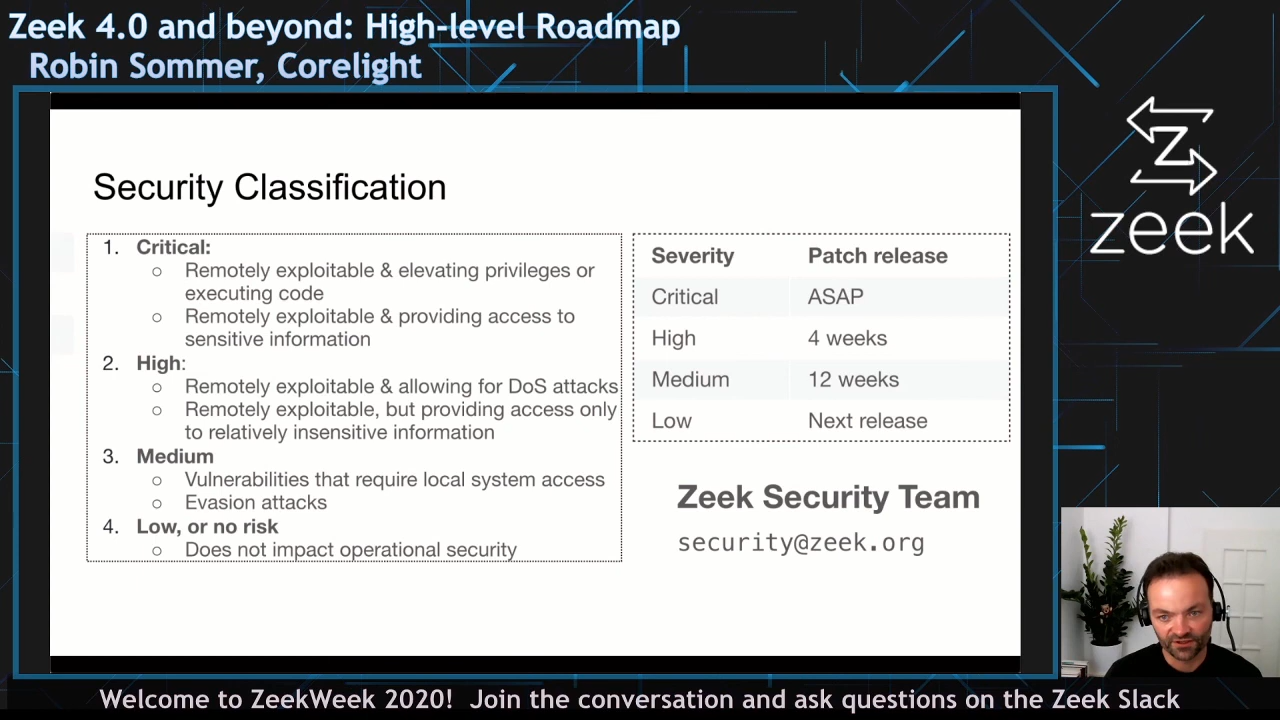 Zeek 4.0 and beyond: High-level Roadmap
Robin Sommer, Corelight
Security Classification
1. Critical:
○ Remotely exploitable & elevating privileges or
executing code
○ Remotely exploitable & providing access to
sensitive information
2. High:
○ Remotely exploitable & allowing for DoS attacks
○ Remotely exploitable, but providing access only
to relatively insensitive information
3. Medium
○ Vulnerabilities that require local system access
○ Evasion attacks
4. Low, or no risk
○ Does not impact operational security
Severity Patch release
Critical ASAP
High 4 weeks
Medium 12 weeks
Low Next release
Zeek Security Team
security@zeek.org
Z
zeek
Welcome to ZeekWeek 2020! Join the conversation and ask questions on the Zeek Slack